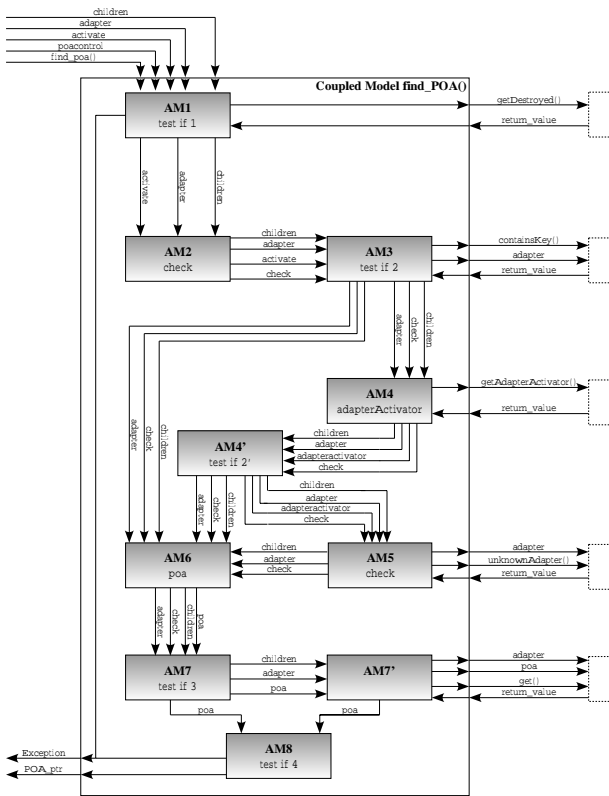 children
adapter
activate
poacontrol
find_poa()
Coupled Model find_POA()
AM1
test if 1
getDestroyed()
return_value
activate
adapter
children
AM2
check
children
adapter
activate
check
AM3
test if 2
containsKey()
adapter
return_value
adapter
check
children
adapter
check
children
AM4
adapterActivator
getAdapterActivator()
return_value
children
adapter
adapteractivator
check
AM4'
test if 2'
children
adapter
adapteractivator
check
adapter
check
children
AM6
poa
children
adapter
check
AM5
check
adapter
unknownAdapter()
return_value
adapter
check
children
poa
AM7
test if 3
children
adapter
poa
AM7'
adapter
poa
get()
return_value
poa
poa
AM8
test if 4
Exception
POA_ptr